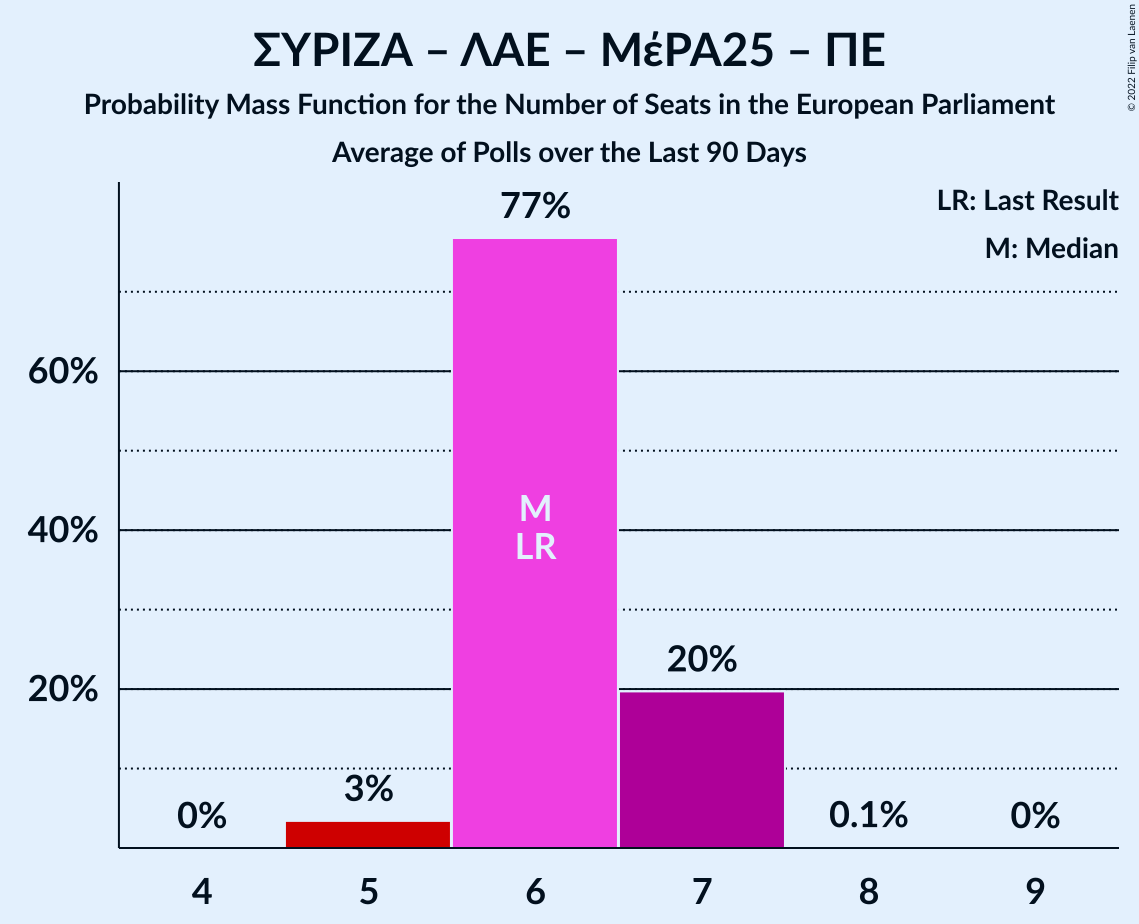 ΣΥΡΙΖΑ – ΛΑΕ – ΜέΡΑ25 – ΠΕ
Probability Mass Function for the Number of Seats in the European Parliament
Average of Polls over the Last 90 Days
© 2022 Filip van Laenen
LR: Last Result
M: Median
77%
60%
M
40%
LR
20%
20%
3%
0%
0.1%
0%
4 5 6 7 8 9